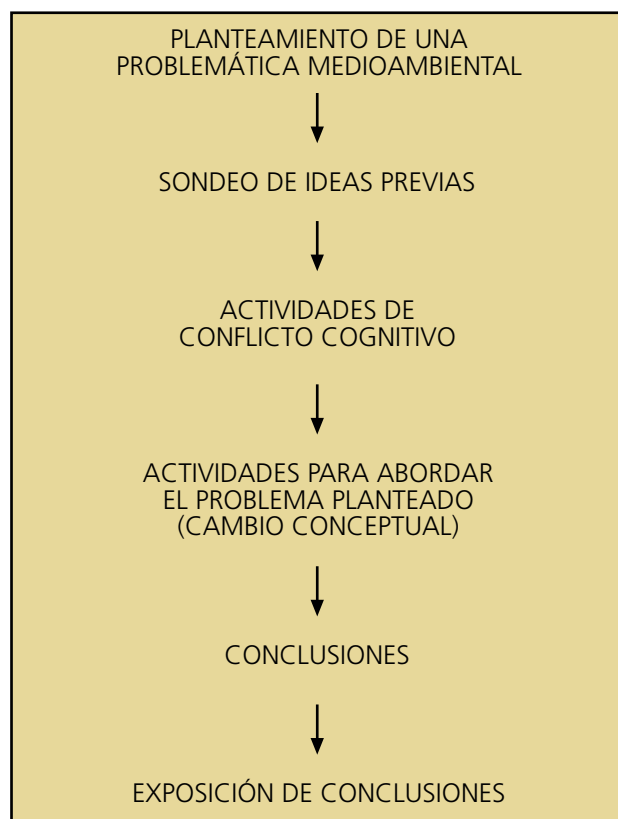 PLANTEAMIENTO DE UNA
PROBLEMÁTICA MEDIOAMBIENTAL
SONDEO DE IDEAS PREVIAS
ACTIVIDADES DE
CONFLICTO COGNITIVO
ACTIVIDADES PARA ABORDAR
EL PROBLEMA PLANTEADO
(CAMBIO CONCEPTUAL)
CONCLUSIONES
EXPOSICIÓN DE CONCLUSIONES